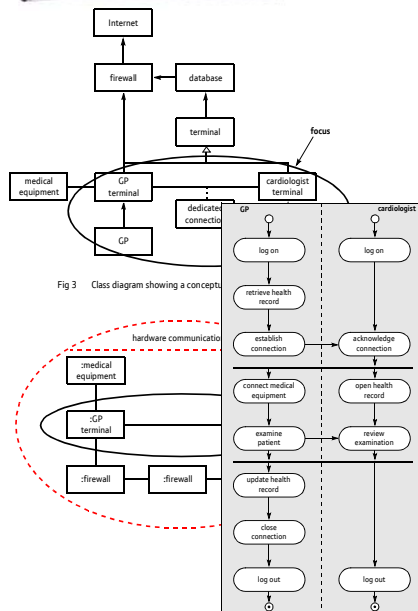 Internet
firewall
database
terminal
focus
medical
equipment
GP
terminal
cardiologist
terminal
dedicated
connection
GP
Fig 3 Class diagram showing a conceptu
hardware communication
:medical
equipment
:GP
terminal
:firewall
:firewall
GP
cardiologist
log on
log on
retrieve health
record
establish
connection
acknowledge
connection
connect medical
equipment
open health
record
examine
patient
review
examination
update health
record
close
connection
log out
log out